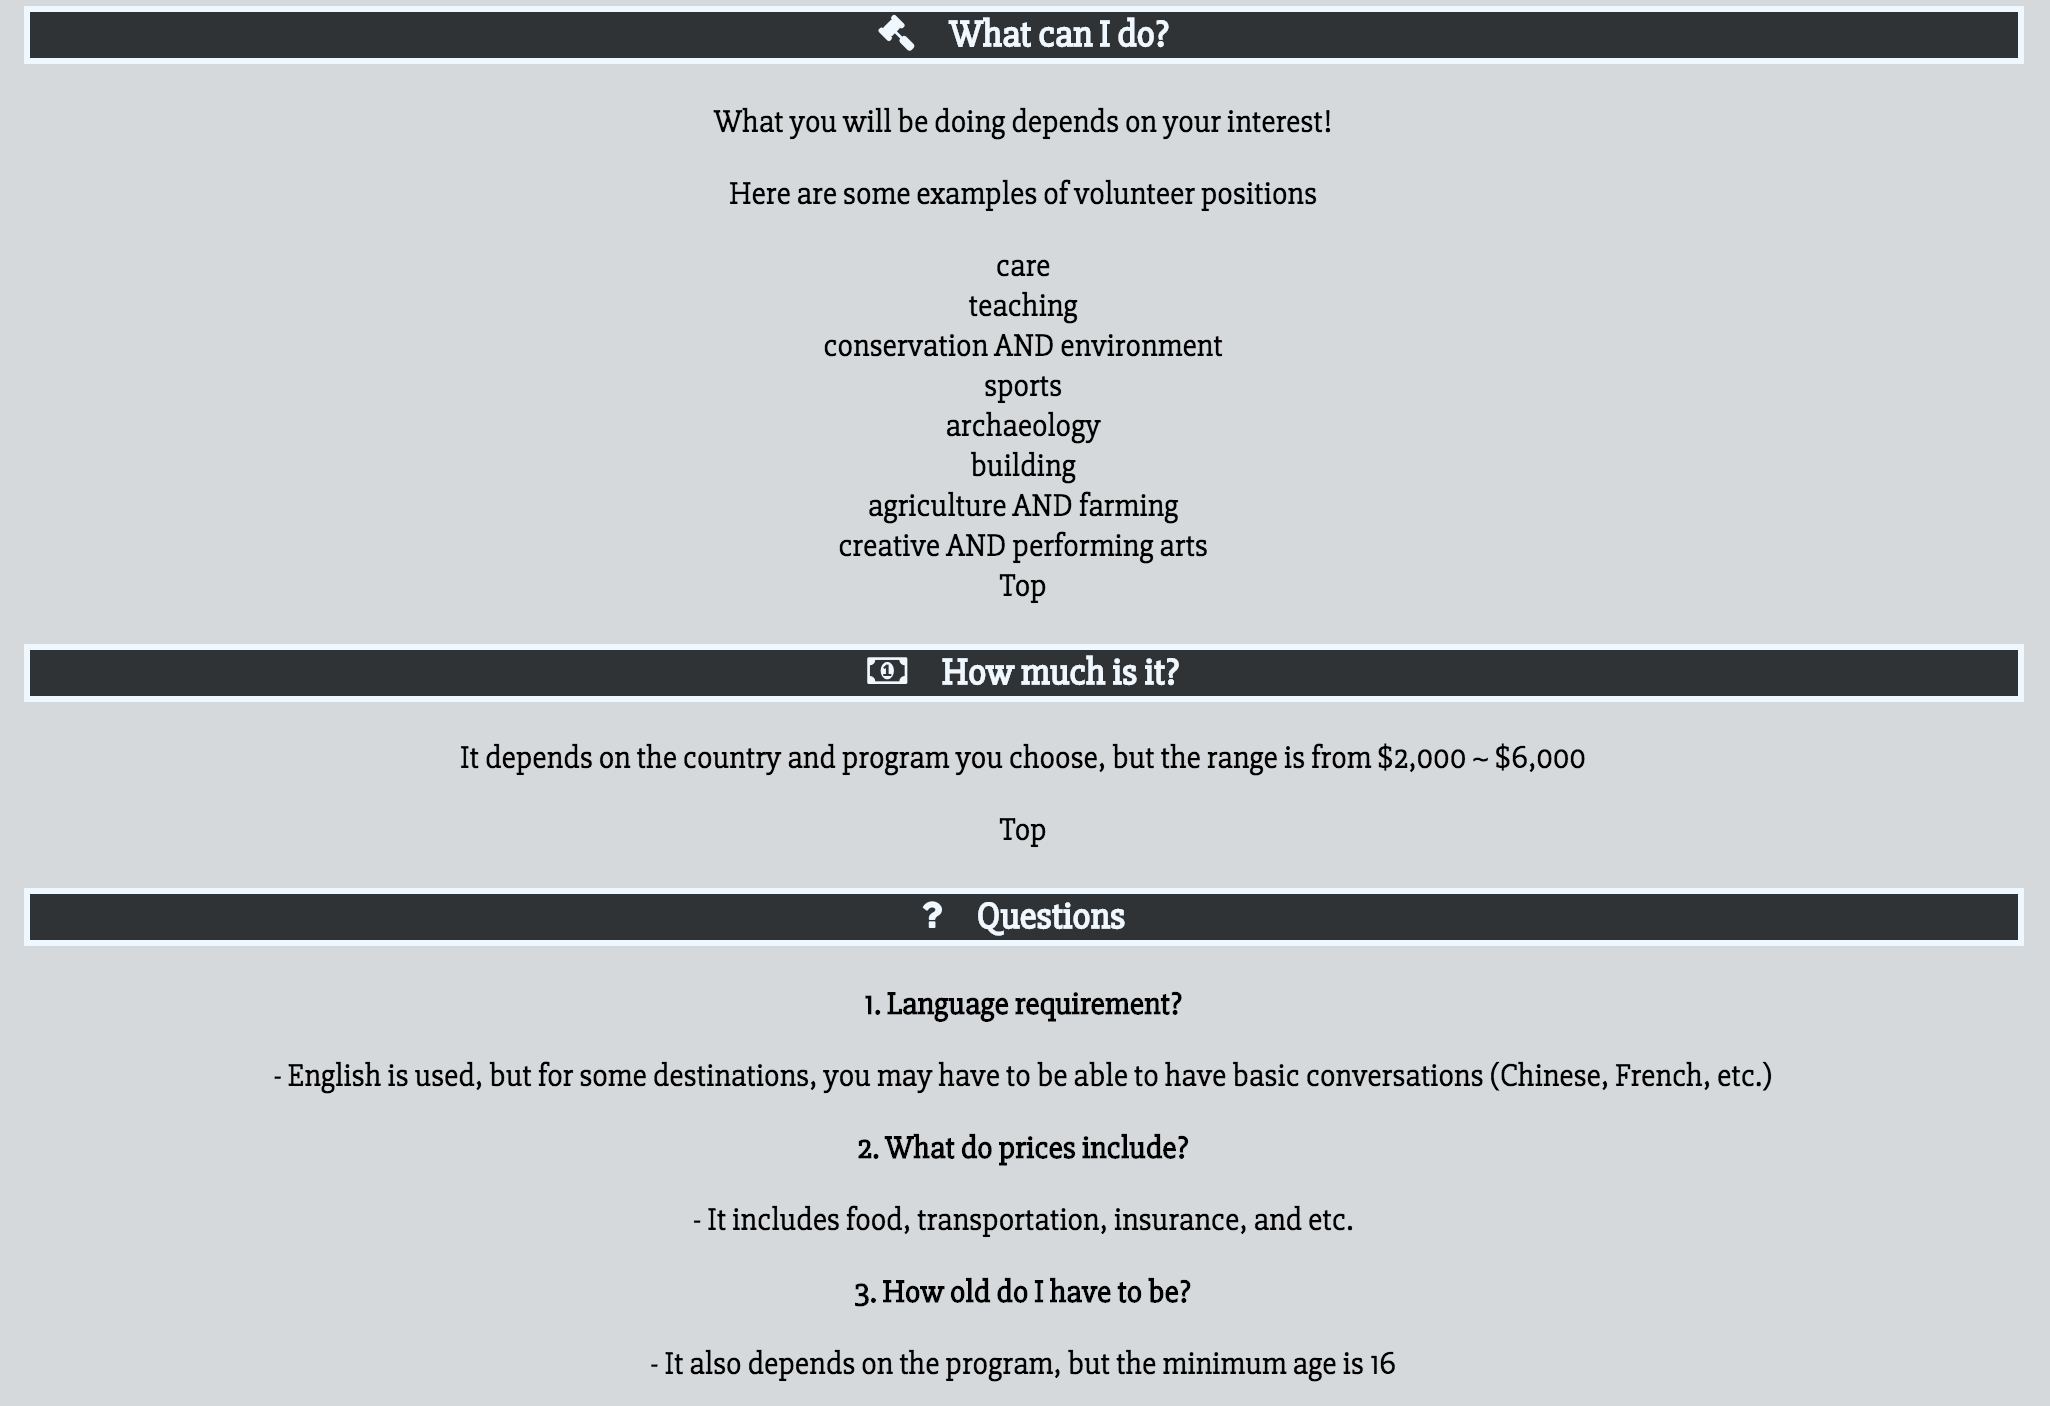 What can I do?
What you will be doing depends on your interest!
Here are some examples of volunteer positions
care
teaching
conservation AND environment
sports
archaeology
building
agriculture AND farming
creative AND performing arts
Top
How much is it?
It depends on the country and program you choose, but the range is from $2,000 ~ $6,000
Top
? Questions
1. Language requirement?
- English is used, but for some destinations, you may have to be able to have basic conversations (Chinese, French, etc.)
2. What do prices include?
- It includes food, transportation, insurance, and etc.
3. How old do I have to be?
- It also depends on the program, but the minimum age is 16